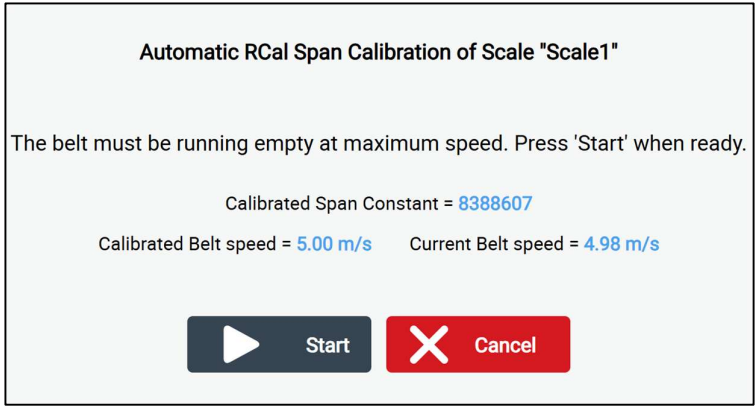 Automatic RCal Span Calibration of Scale "Scale1"
The belt must be running empty at maximum speed. Press 'Start' when ready.
Calibrated Span Constant = 8388607
Calibrated Belt speed = 5.00 m/s Current Belt speed = 4.98 m/s
Start Cancel